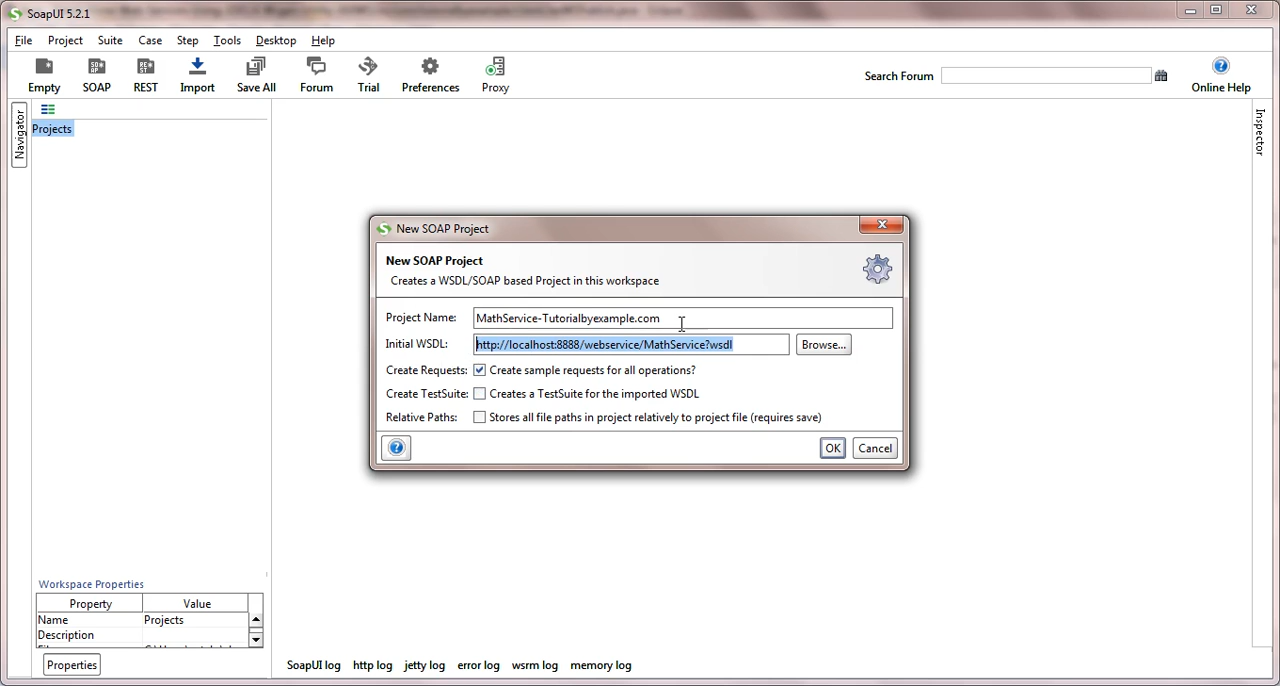 SoapUI 5.2.1
File Project Suite Case Step Tools Desktop Help
Empty SOAP REST Import Save All Forum Trial Preferences Proxy
Search Forum
Online Help
Navigator
Projects
Inspector
New SOAP Project
New SOAP Project
Creates a WSDL/SOAP based Project in this workspace
Project Name: MathService-Tutorialbyexample.com
Initial WSDL: http://localhost:8888/webservice/MathService?wsdl Browse...
Create Requests: Create sample requests for all operations?
Create TestSuite: Creates a TestSuite for the imported WSDL
Relative Paths: Stores all file paths in project relatively to project file (requires save)
OK Cancel
Workspace Properties
Property Value
Name Projects
Description
Properties
SoapUI log http log jetty log error log wsrm log memory log